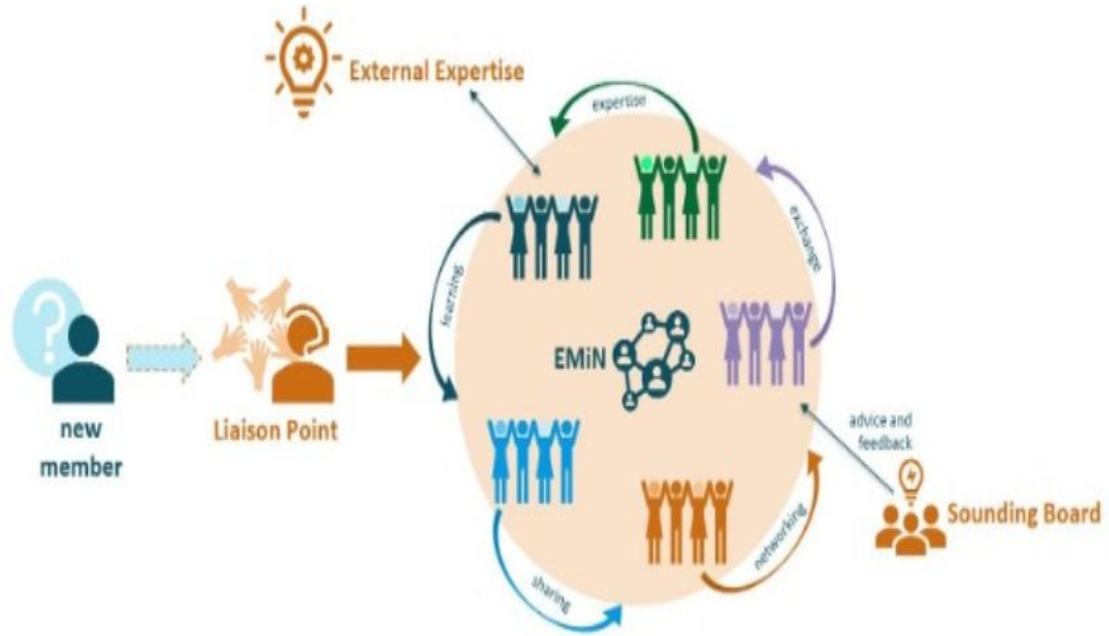 External Expertise
expertise
exchange
learning
EMiN
new
member
Liaison Point
advice and
feedback
Sounding Board
networking
sharing